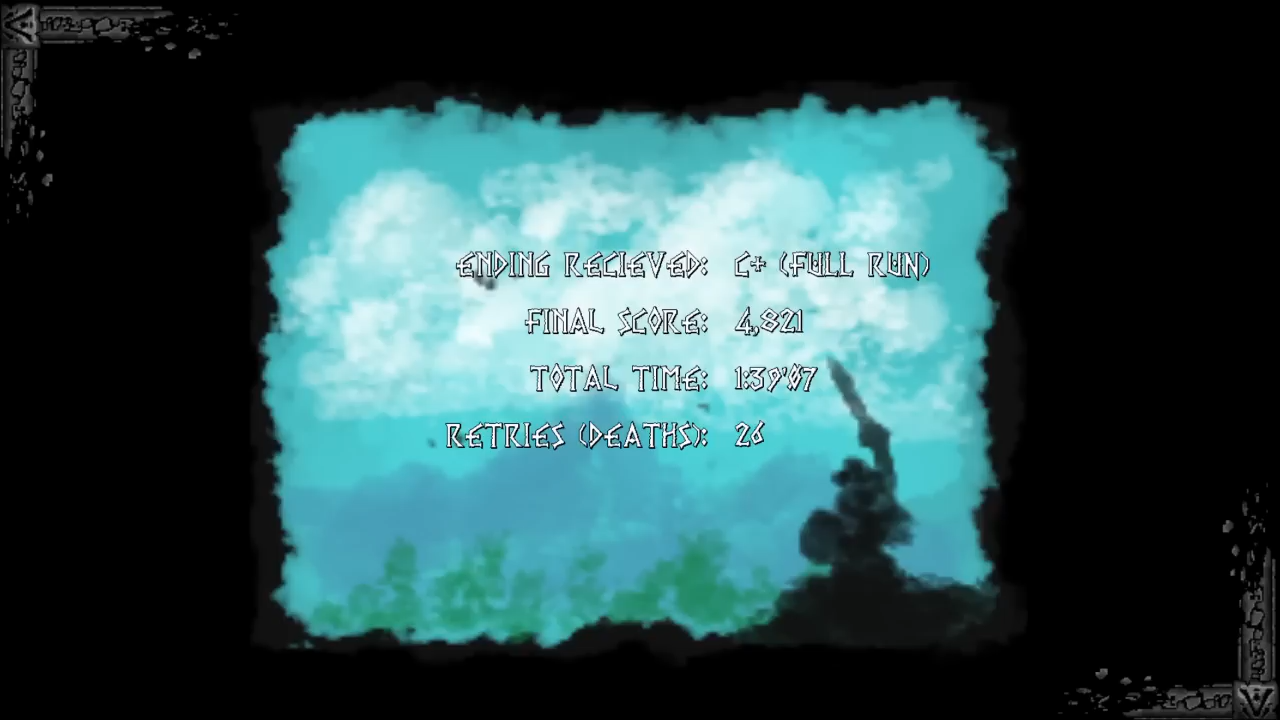 ENDING RECIEVED: C+ (FULL RUN)
FINAL SCORE: 4,821
TOTAL TIME: 1:39'07
RETRIES (DEATHS): 26